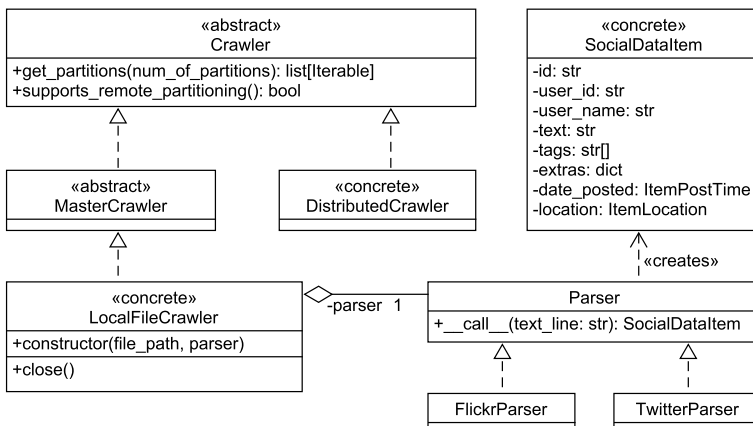 «abstract»
Crawler
+get_partitions(num_of_partitions): list[Iterable]
+supports_remote_partitioning(): bool
«concrete»
SocialDataItem
-id: str
-user_id: str
-user_name: str
-text: str
-tags: str[]
-extras: dict
-date_posted: ItemPostTime
-location: ItemLocation
«abstract»
MasterCrawler
«concrete»
DistributedCrawler
«creates»
«concrete»
LocalFileCrawler
+constructor(file_path, parser)
+close()
-parser 1
Parser
+__call__(text_line: str): SocialDataItem
FlickrParser
TwitterParser